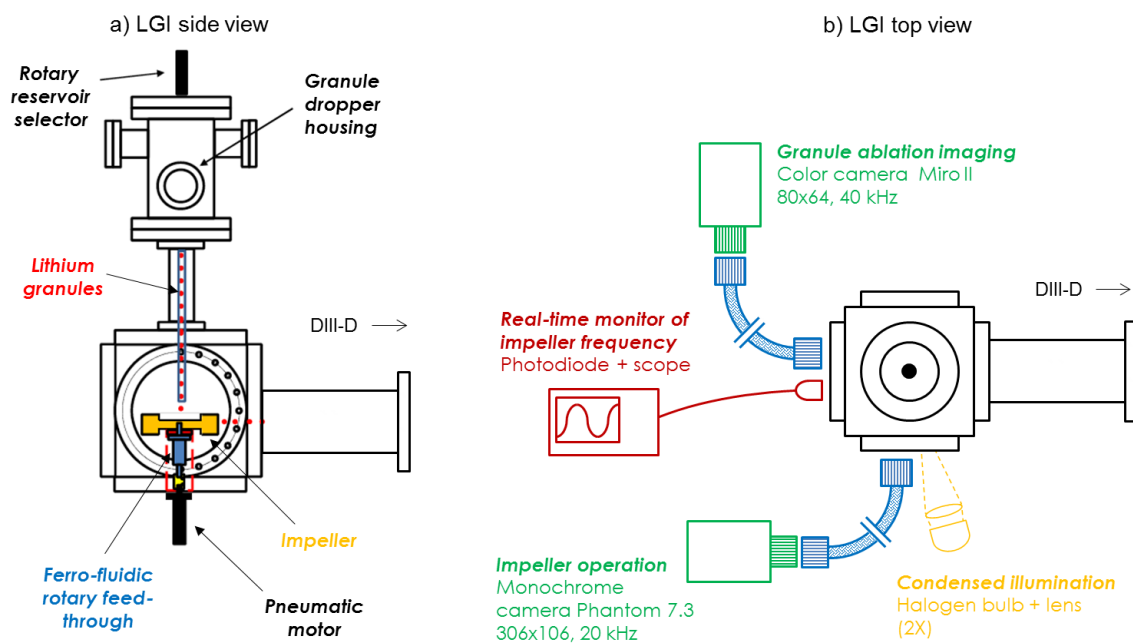 a) LGI side view
Rotary
reservoir
selector
Granule
dropper
housing
Lithium
granules
DIII-D
Impeller
Ferro-fluidic
rotary feed-
through
Pneumatic
motor
b) LGI top view
Granule ablation imaging
Color camera  Miro II
80x64, 40 kHz
Real-time monitor of
impeller frequency
Photodiode + scope
DIII-D
Impeller operation
Monochrome
camera Phantom 7.3
306x106, 20 kHz
Condensed illumination
Halogen bulb + lens
(2X)